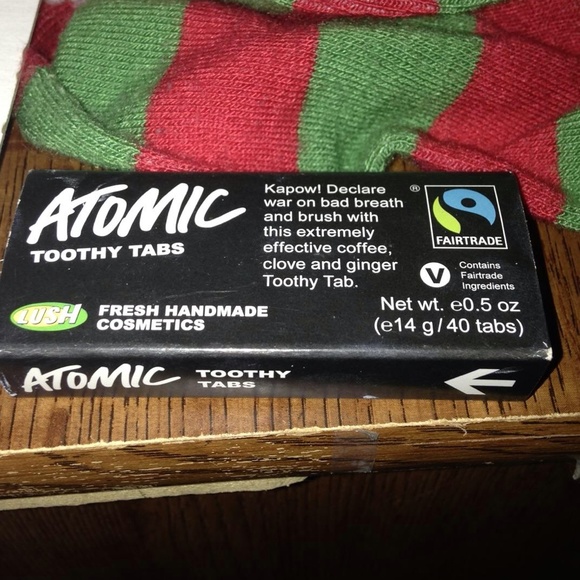 ATOMIC
TOOTHY TABS
LUSH
FRESH HANDMADE
COSMETICS
Kapow! Declare
war on bad breath
and brush with
this extremely
effective coffee,
clove and ginger
Toothy Tab.
®
FAIRTRADE
V
Contains
Fairtrade
Ingredients
Net wt. ℮0.5 oz
(℮14 g/40 tabs)
ATOMIC TOOTHY
TABS